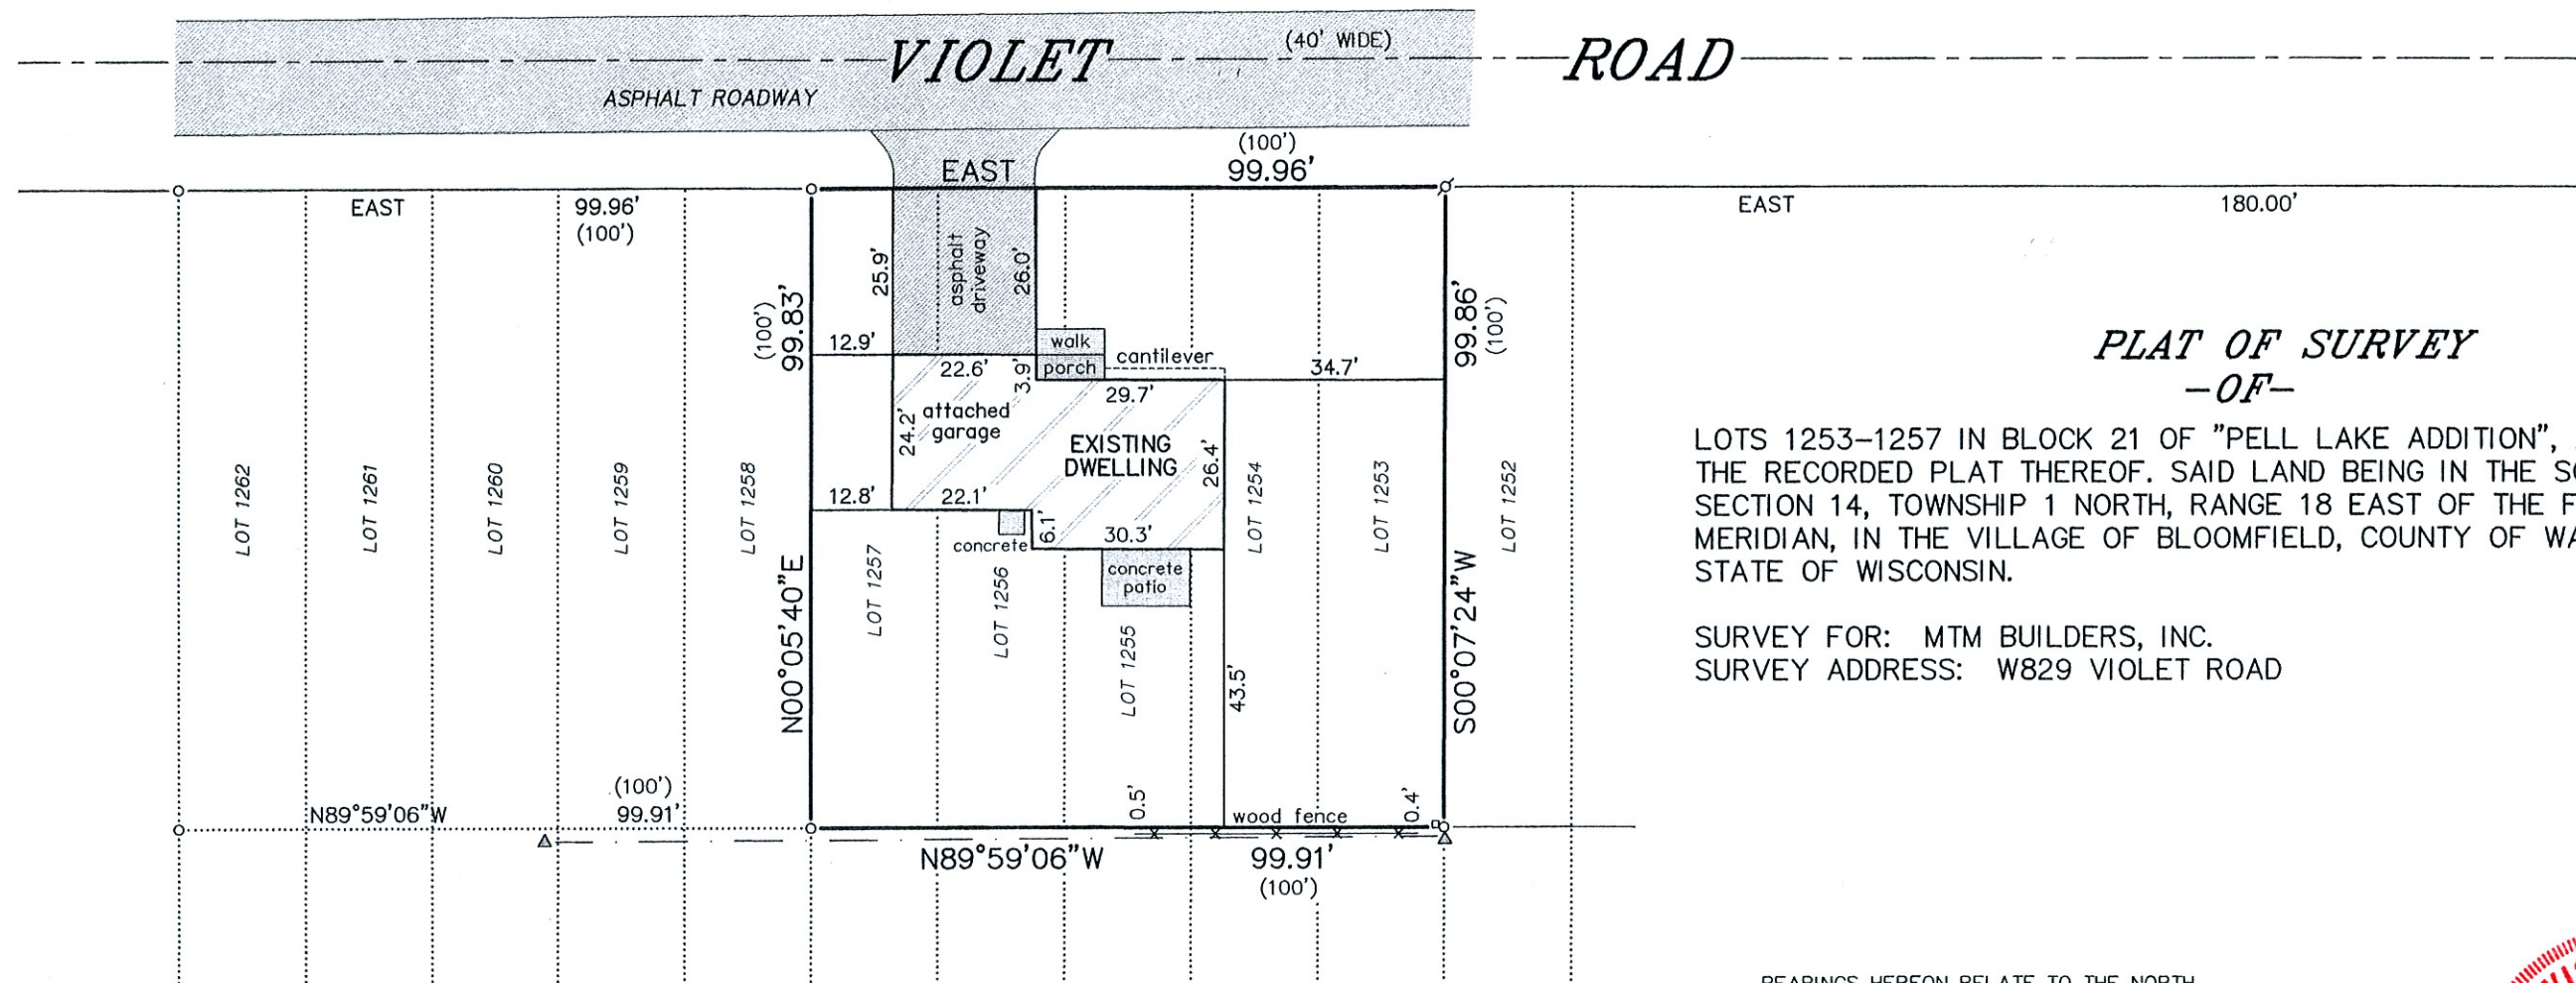 VIOLET ROAD
(40' WIDE)
ASPHALT ROADWAY
(100')
EAST 99.96'
EAST 99.96'
(100')
EAST 180.00'
25.9'
asphalt
driveway
26.0'
(100')
99.83'
99.86'
(100')
12.9'
walk
porch
cantilever
34.7'
22.6'
3.9'
29.7'
attached
garage
24.2'
EXISTING
DWELLING
26.4'
12.8'
22.1'
6.1'
30.3'
concrete
concrete
patio
LOT 1262
LOT 1261
LOT 1260
LOT 1259
LOT 1258
LOT 1257
LOT 1256
LOT 1255
LOT 1254
LOT 1253
LOT 1252
N00°05'40"E
S00°07'24"W
43.5'
0.5'
wood fence
0.4'
(100')
N89°59'06"W 99.91'
N89°59'06"W 99.91'
(100')
PLAT OF SURVEY
-OF-
LOTS 1253-1257 IN BLOCK 21 OF "PELL LAKE ADDITION",
THE RECORDED PLAT THEREOF. SAID LAND BEING IN THE
SECTION 14, TOWNSHIP 1 NORTH, RANGE 18 EAST OF THE
MERIDIAN, IN THE VILLAGE OF BLOOMFIELD, COUNTY OF
STATE OF WISCONSIN.
SURVEY FOR: MTM BUILDERS, INC.
SURVEY ADDRESS: W829 VIOLET ROAD
BEARINGS HEREON RELATE TO THE NORTH